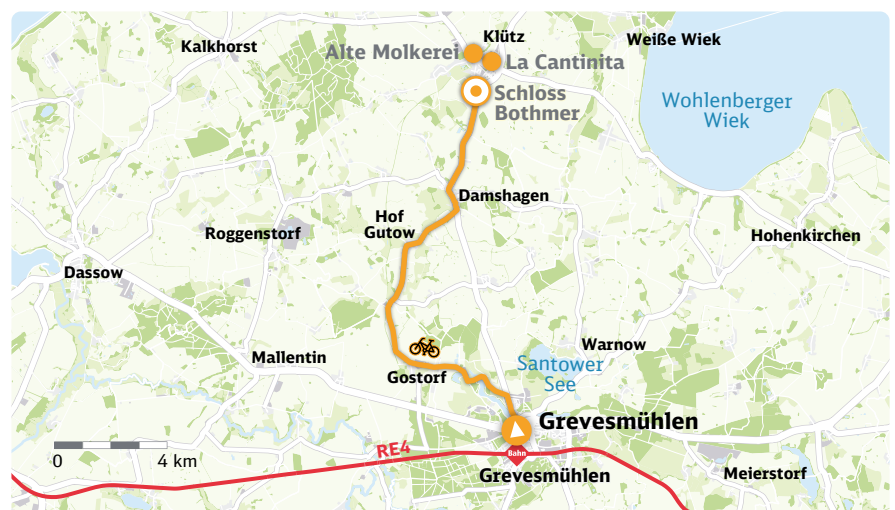 Klütz
Kalkhorst
Weiße Wiek
Alte Molkerei
La Cantinita
Schloss
Bothmer
Wohlenberger
Wiek
Damshagen
Hof
Gutow
Roggenstorf
Hohenkirchen
Dassow
Warnow
Mallentin
Santower
See
Gostorf
Grevesmühlen
0 4 km
RE4
Bahn
Grevesmühlen
Meierstorf